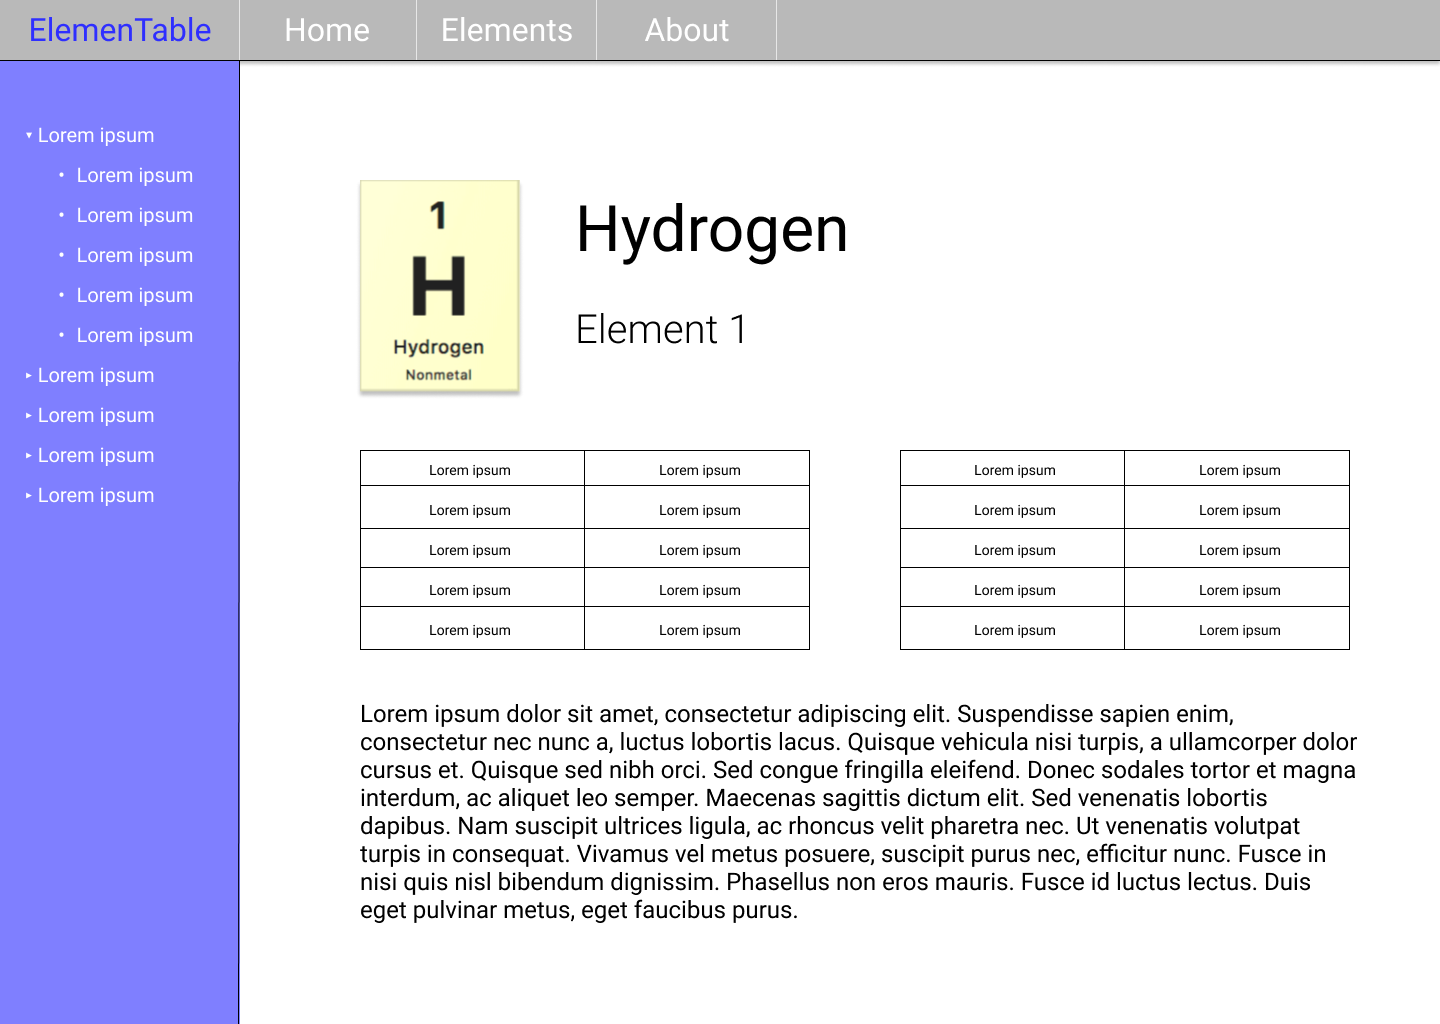 ElemenTable Home Elements About
▾ Lorem ipsum
• Lorem ipsum
• Lorem ipsum
• Lorem ipsum
• Lorem ipsum
• Lorem ipsum
▸ Lorem ipsum
▸ Lorem ipsum
▸ Lorem ipsum
▸ Lorem ipsum
1
H
Hydrogen
Nonmetal
Hydrogen
Element 1
Lorem ipsum Lorem ipsum
Lorem ipsum Lorem ipsum
Lorem ipsum Lorem ipsum
Lorem ipsum Lorem ipsum
Lorem ipsum Lorem ipsum
Lorem ipsum Lorem ipsum
Lorem ipsum Lorem ipsum
Lorem ipsum Lorem ipsum
Lorem ipsum Lorem ipsum
Lorem ipsum Lorem ipsum
Lorem ipsum dolor sit amet, consectetur adipiscing elit. Suspendisse sapien enim,
consectetur nec nunc a, luctus lobortis lacus. Quisque vehicula nisi turpis, a ullamcorper dolor
cursus et. Quisque sed nibh orci. Sed congue fringilla eleifend. Donec sodales tortor et magna
interdum, ac aliquet leo semper. Maecenas sagittis dictum elit. Sed venenatis lobortis
dapibus. Nam suscipit ultrices ligula, ac rhoncus velit pharetra nec. Ut venenatis volutpat
turpis in consequat. Vivamus vel metus posuere, suscipit purus nec, efficitur nunc. Fusce in
nisi quis nisl bibendum dignissim. Phasellus non eros mauris. Fusce id luctus lectus. Duis
eget pulvinar metus, eget faucibus purus.